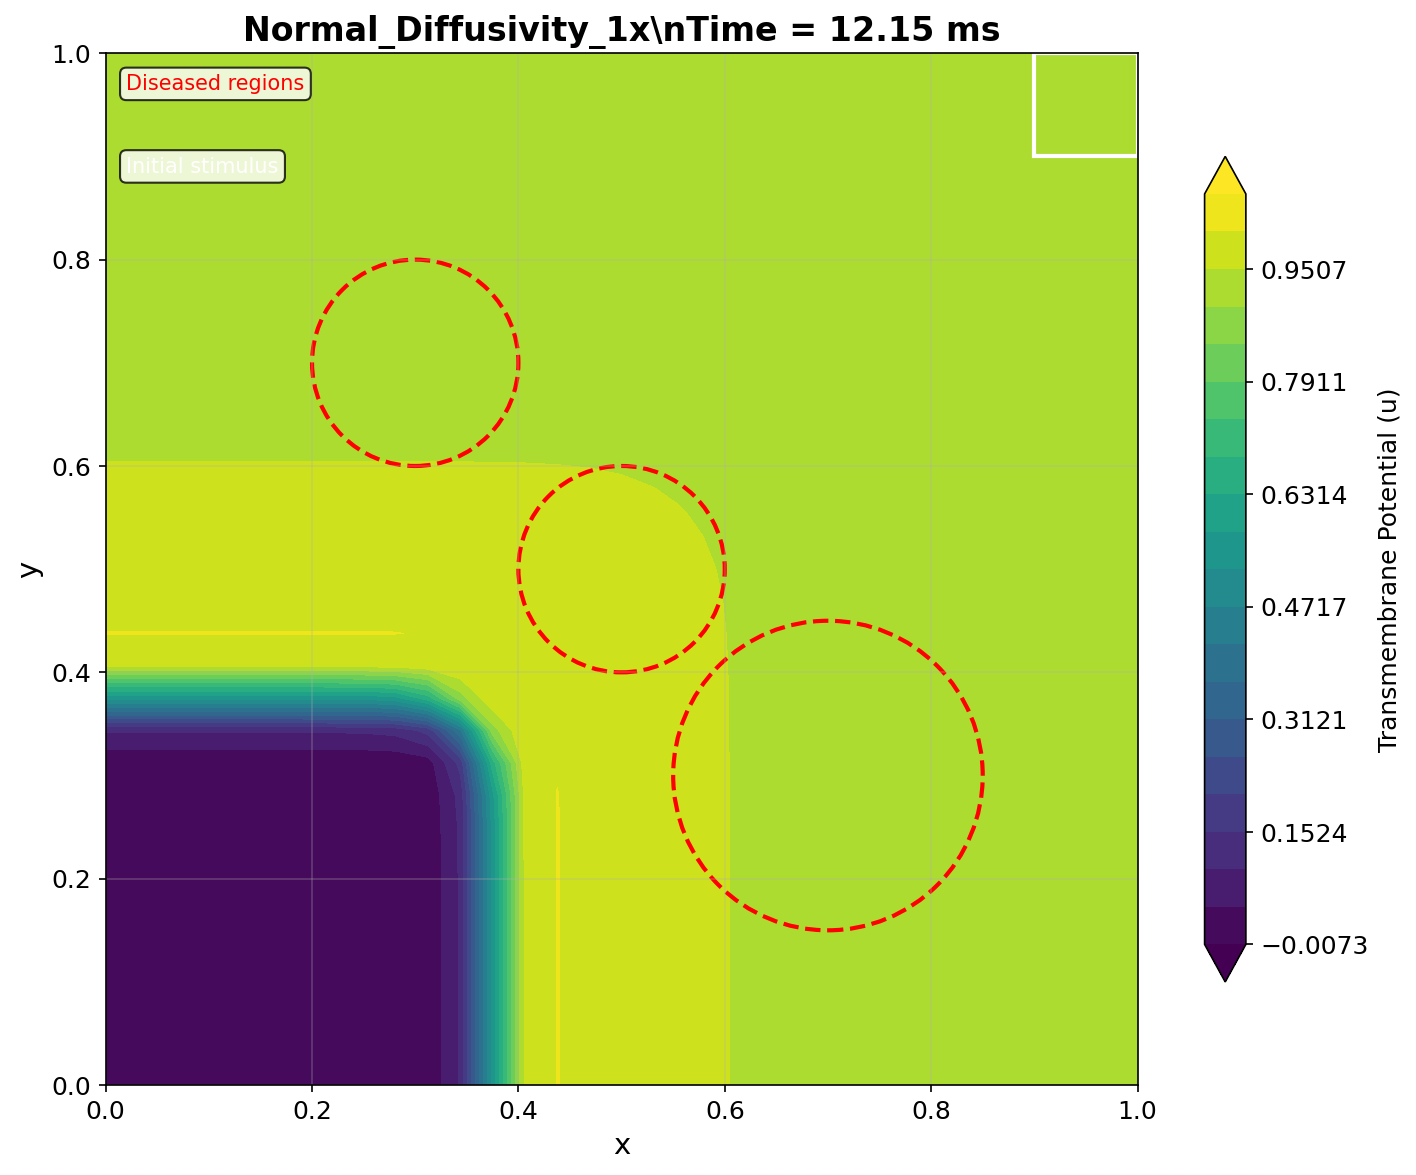 Normal_Diffusivity_1x\nTime = 12.15 ms
1.0
Diseased regions
Initial stimulus
0.8
0.6
0.4
0.2
0.0
y
0.0 0.2 0.4 0.6 0.8 1.0
x
0.9507
0.7911
0.6314
0.4717
0.3121
0.1524
−0.0073
Transmembrane Potential (u)